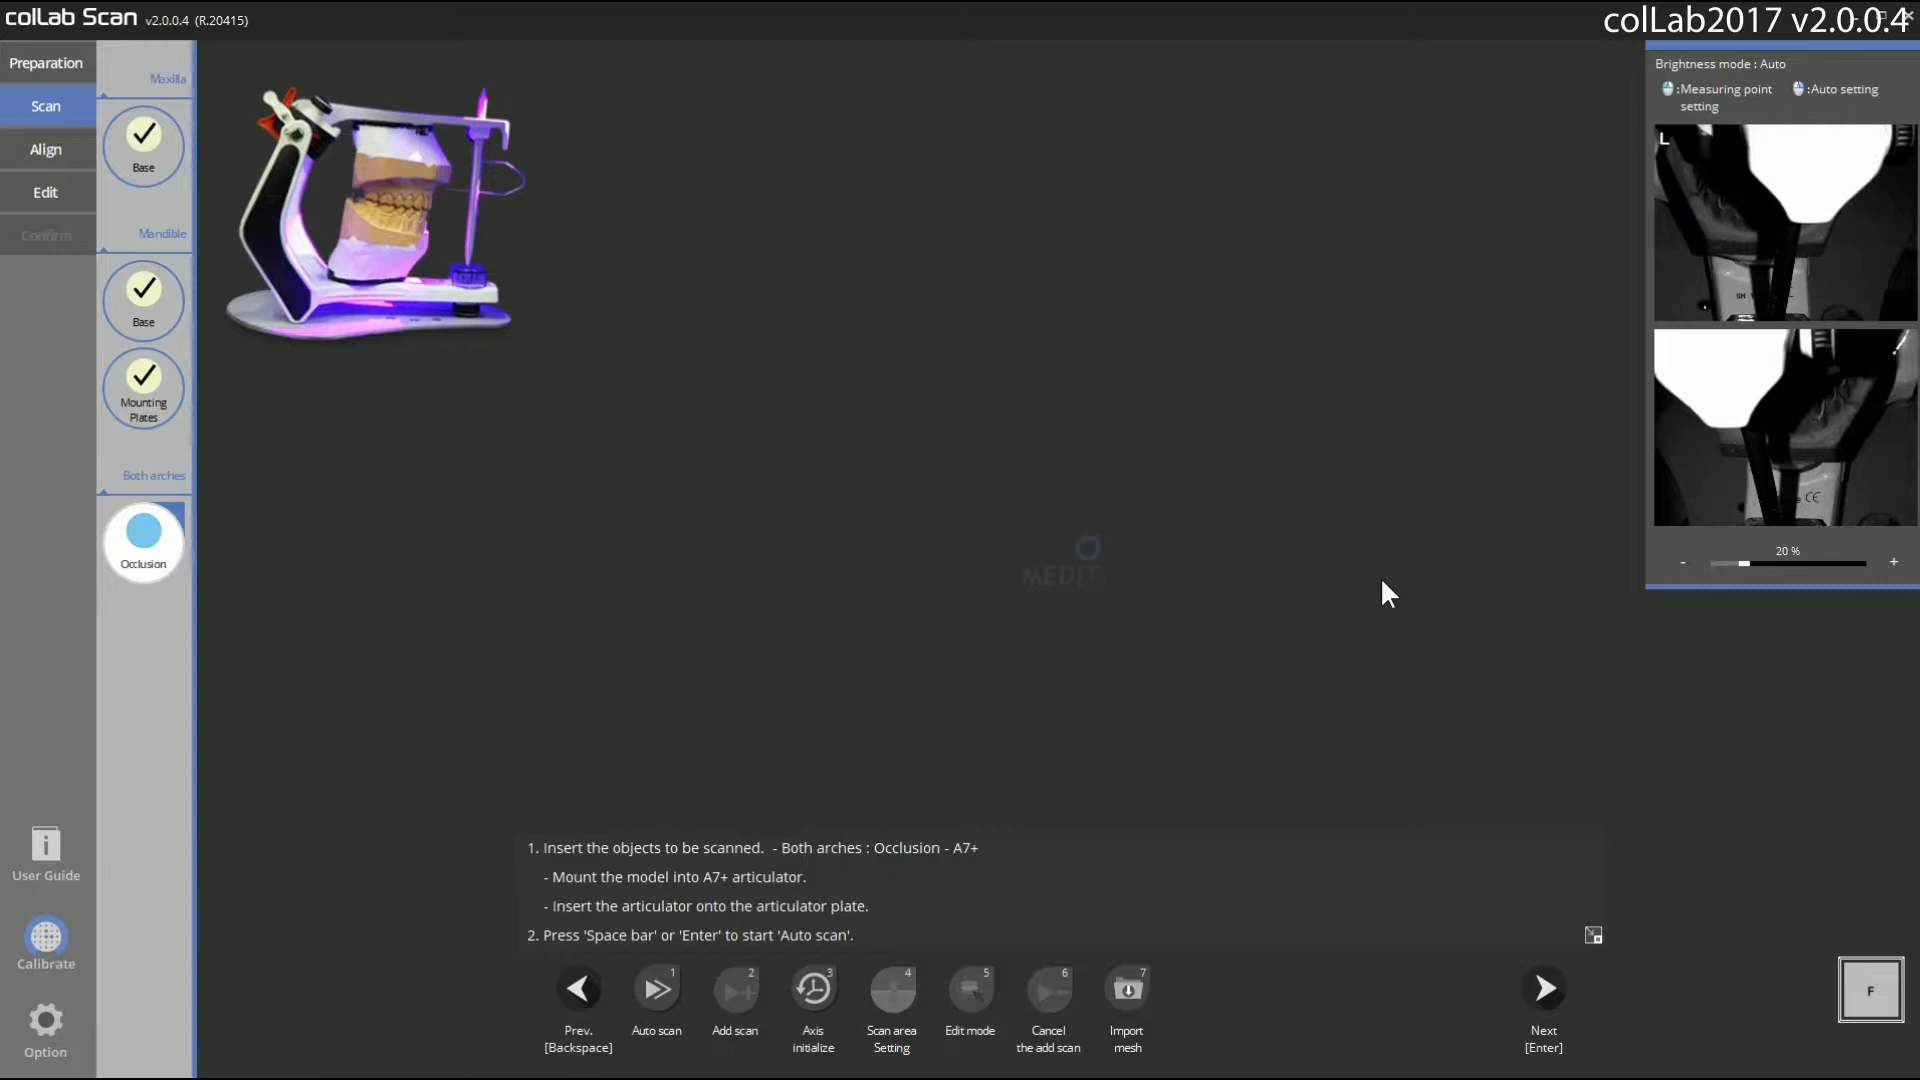 colLab Scan v2.0.0.4 (R.20415)
colLab2017 v2.0.0.4
Preparation
Scan
Align
Edit
Confirm
Maxilla
Base
Mandible
Base
Mounting
Plates
Both arches
Occlusion
Brightness mode : Auto
:Measuring point
setting
:Auto setting
L
SN
CE
20 %
- +
MEDIT
1. Insert the objects to be scanned. - Both arches : Occlusion - A7+
- Mount the model into A7+ articulator.
- Insert the articulator onto the articulator plate.
2. Press 'Space bar' or 'Enter' to start 'Auto scan'.
User Guide
Calibrate
Option
1 2 3 4 5 6 7
Prev.
[Backspace]
Auto scan
Add scan
Axis
initialize
Scan area
Setting
Edit mode
Cancel
the add scan
Import
mesh
Next
[Enter]
F